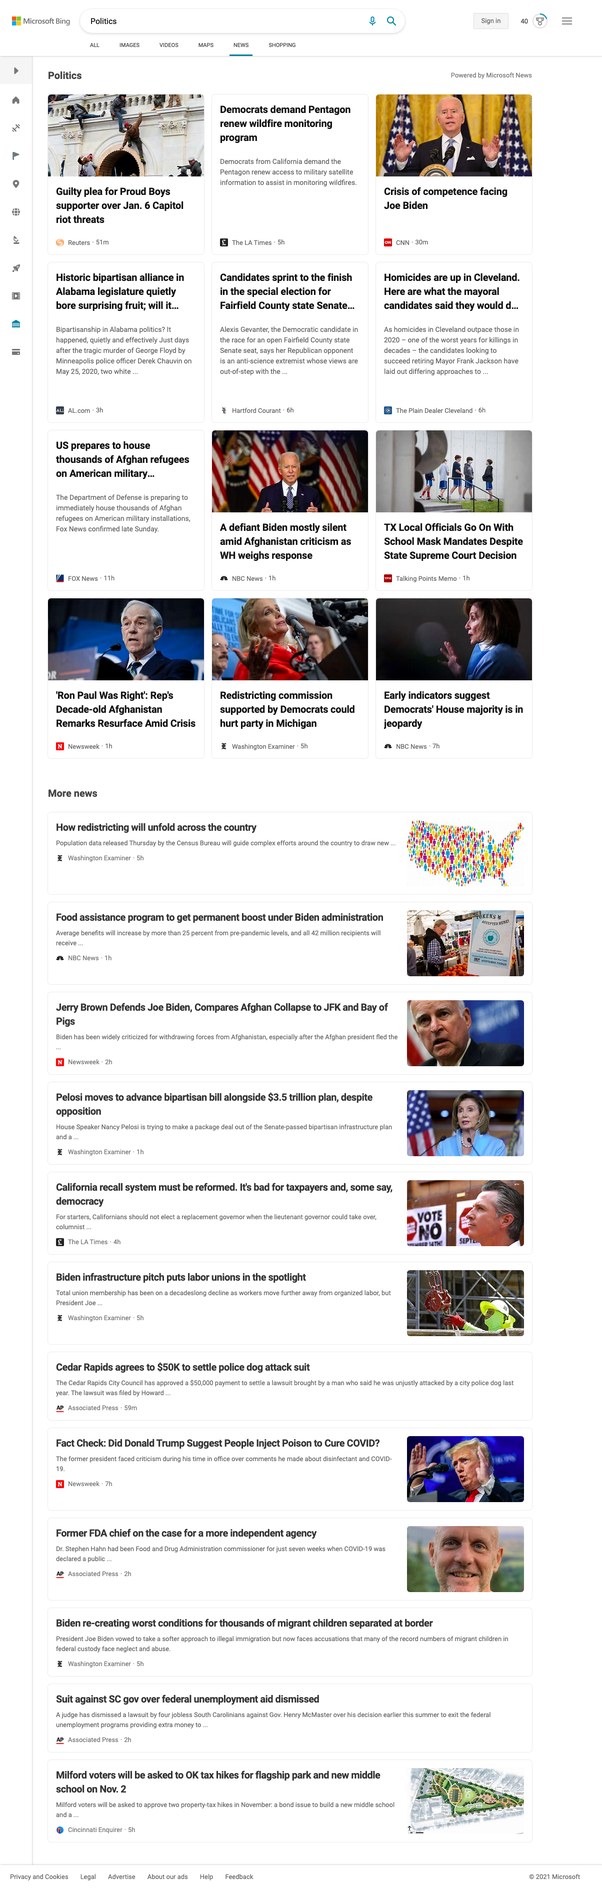 Microsoft Bing
Politics
Sign in
40
ALL
IMAGES
VIDEOS
MAPS
NEWS
SHOPPING
Politics
Powered by Microsoft News
Guilty plea for Proud Boys
supporter over Jan. 6 Capitol
riot threats
Reuters · 51m
Democrats demand Pentagon
renew wildfire monitoring
program
Democrats from California demand the
Pentagon renew access to military satellite
information to assist in monitoring wildfires.
The LA Times · 5h
Crisis of competence facing
Joe Biden
CNN · 30m
Historic bipartisan alliance in
Alabama legislature quietly
bore surprising fruit; will it...
Bipartisanship in Alabama politics? It
happened, quietly and effectively Just days
after the tragic murder of George Floyd by
Minneapolis police officer Derek Chauvin on
May 25, 2020, two white ...
AL.com · 3h
Candidates sprint to the finish
in the special election for
Fairfield County state Senate...
Alexis Gevanter, the Democratic candidate in
the race for an open Fairfield County state
Senate seat, says her Republican opponent
is an anti-science extremist whose views are
out-of-step with the ...
Hartford Courant · 6h
Homicides are up in Cleveland.
Here are what the mayoral
candidates said they would d...
As homicides in Cleveland outpace those in
2020 – one of the worst years for killings in
decades – the candidates looking to
succeed retiring Mayor Frank Jackson have
laid out differing approaches to ...
The Plain Dealer Cleveland · 6h
US prepares to house
thousands of Afghan refugees
on American military...
The Department of Defense is preparing to
immediately house thousands of Afghan
refugees on American military installations,
Fox News confirmed late Sunday.
FOX News · 11h
A defiant Biden mostly silent
amid Afghanistan criticism as
WH weighs response
NBC News · 1h
TX Local Officials Go On With
School Mask Mandates Despite
State Supreme Court Decision
Talking Points Memo · 1h
'Ron Paul Was Right': Rep's
Decade-old Afghanistan
Remarks Resurface Amid Crisis
Newsweek · 1h
Redistricting commission
supported by Democrats could
hurt party in Michigan
Washington Examiner · 5h
Early indicators suggest
Democrats' House majority is in
jeopardy
NBC News · 7h
More news
How redistricting will unfold across the country
Population data released Thursday by the Census Bureau will guide complex efforts around the country to draw new ...
Washington Examiner · 5h
Food assistance program to get permanent boost under Biden administration
Average benefits will increase by more than 25 percent from pre-pandemic levels, and all 42 million recipients will
receive ...
NBC News · 1h
Jerry Brown Defends Joe Biden, Compares Afghan Collapse to JFK and Bay of
Pigs
Biden has been widely criticized for withdrawing forces from Afghanistan, especially after the Afghan president fled the
...
Newsweek · 2h
Pelosi moves to advance bipartisan bill alongside $3.5 trillion plan, despite
opposition
House Speaker Nancy Pelosi is trying to make a package deal out of the Senate-passed bipartisan infrastructure plan
and a ...
Washington Examiner · 1h
California recall system must be reformed. It's bad for taxpayers and, some say,
democracy
For starters, Californians should not elect a replacement governor when the lieutenant governor could take over,
columnist ...
The LA Times · 4h
VOTE
NO
Biden infrastructure pitch puts labor unions in the spotlight
Total union membership has been on a decadeslong decline as workers move further away from organized labor, but
President Joe ...
Washington Examiner · 5h
Cedar Rapids agrees to $50K to settle police dog attack suit
The Cedar Rapids City Council has approved a $50,000 payment to settle a lawsuit brought by a man who said he was unjustly attacked by a city police dog last
year. The lawsuit was filed by Howard ...
AP Associated Press · 59m
Fact Check: Did Donald Trump Suggest People Inject Poison to Cure COVID?
The former president faced criticism during his time in office over comments he made about disinfectant and COVID-
19.
Newsweek · 7h
Former FDA chief on the case for a more independent agency
Dr. Stephen Hahn had been Food and Drug Administration commissioner for just seven weeks when COVID-19 was
declared a public ...
AP Associated Press · 2h
Biden re-creating worst conditions for thousands of migrant children separated at border
President Joe Biden vowed to take a softer approach to illegal immigration but now faces accusations that many of the record numbers of migrant children in
federal custody face neglect and abuse.
Washington Examiner · 5h
Suit against SC gov over federal unemployment aid dismissed
A judge has dismissed a lawsuit by four jobless South Carolinians against Gov. Henry McMaster over his decision earlier this summer to exit the federal
unemployment programs providing extra money to ...
AP Associated Press · 2h
Milford voters will be asked to OK tax hikes for flagship park and new middle
school on Nov. 2
Milford voters will be asked to approve two property-tax hikes in November: a bond issue to build a new middle school
and a ...
Cincinnati Enquirer · 5h
Privacy and Cookies
Legal
Advertise
About our ads
Help
Feedback
© 2021 Microsoft